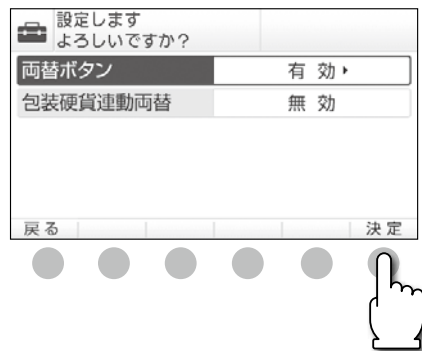 設定します
よろしいですか？
両替ボタン 有 効
包装硬貨連動両替 無 効
戻る 決定